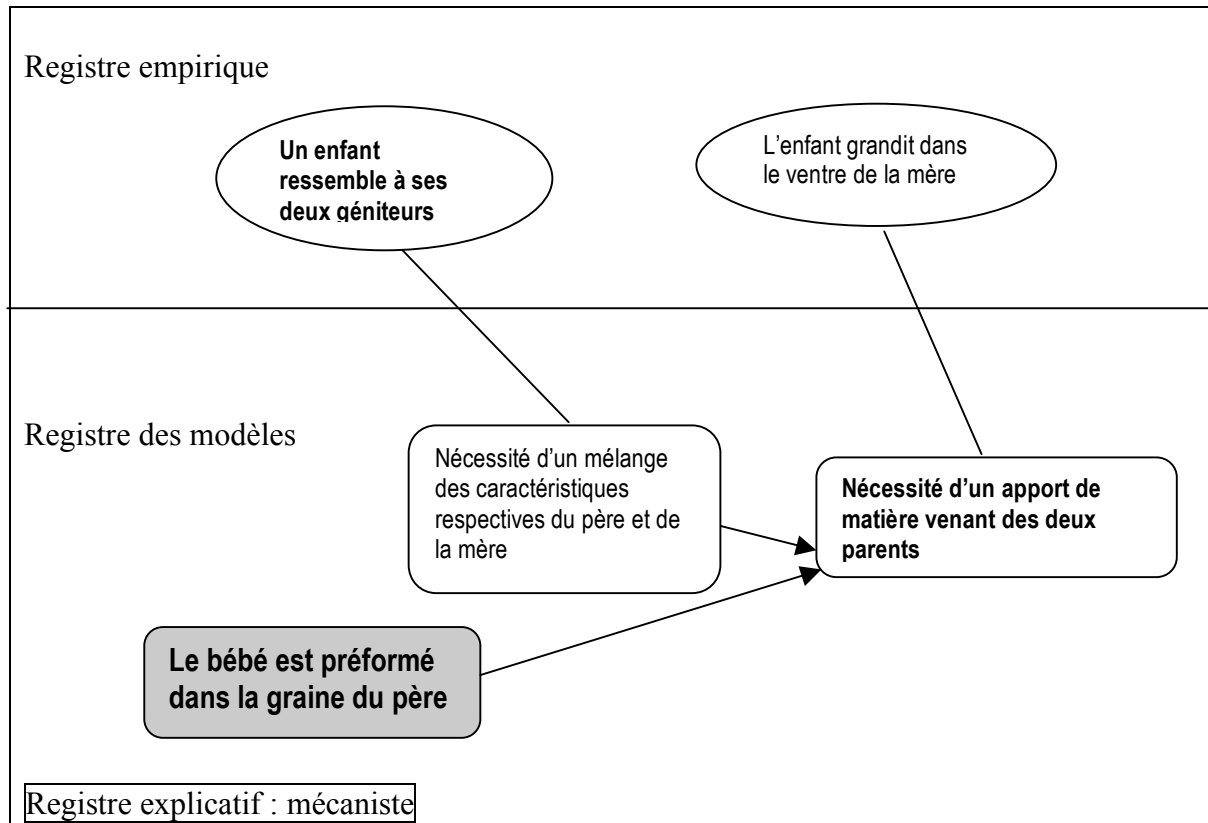 Registre empirique
Un enfant
ressemble à ses
deux géniteurs
L’enfant grandit dans
le ventre de la mère
Registre des modèles
Nécessité d’un mélange
des caractéristiques
respectives du père et de
la mère
Nécessité d’un apport de
matière venant des deux
parents
Le bébé est préformé
dans la graine du père
Registre explicatif : mécaniste